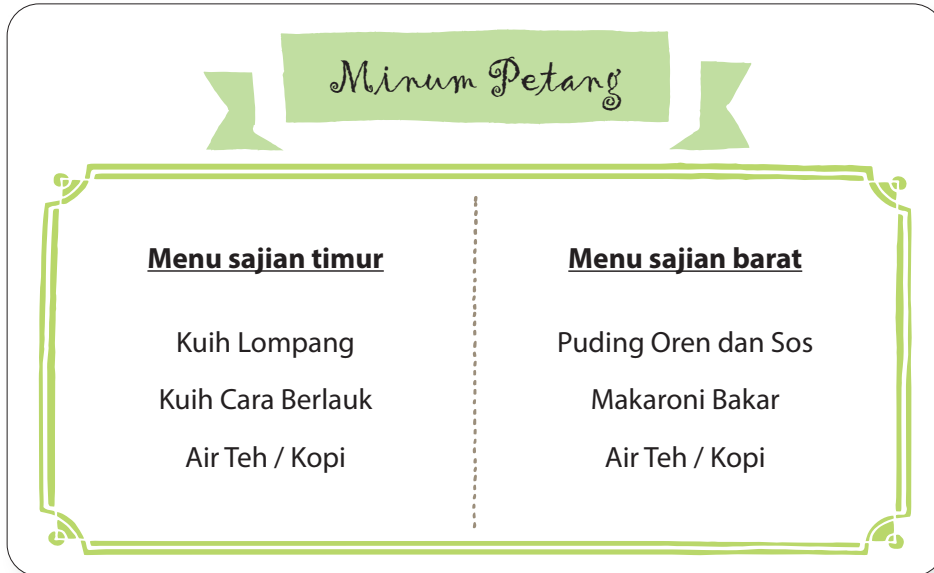 Minum Petang
Menu sajian timur
Kuih Lompang
Kuih Cara Berlauk
Air Teh / Kopi
Menu sajian barat
Puding Oren dan Sos
Makaroni Bakar
Air Teh / Kopi